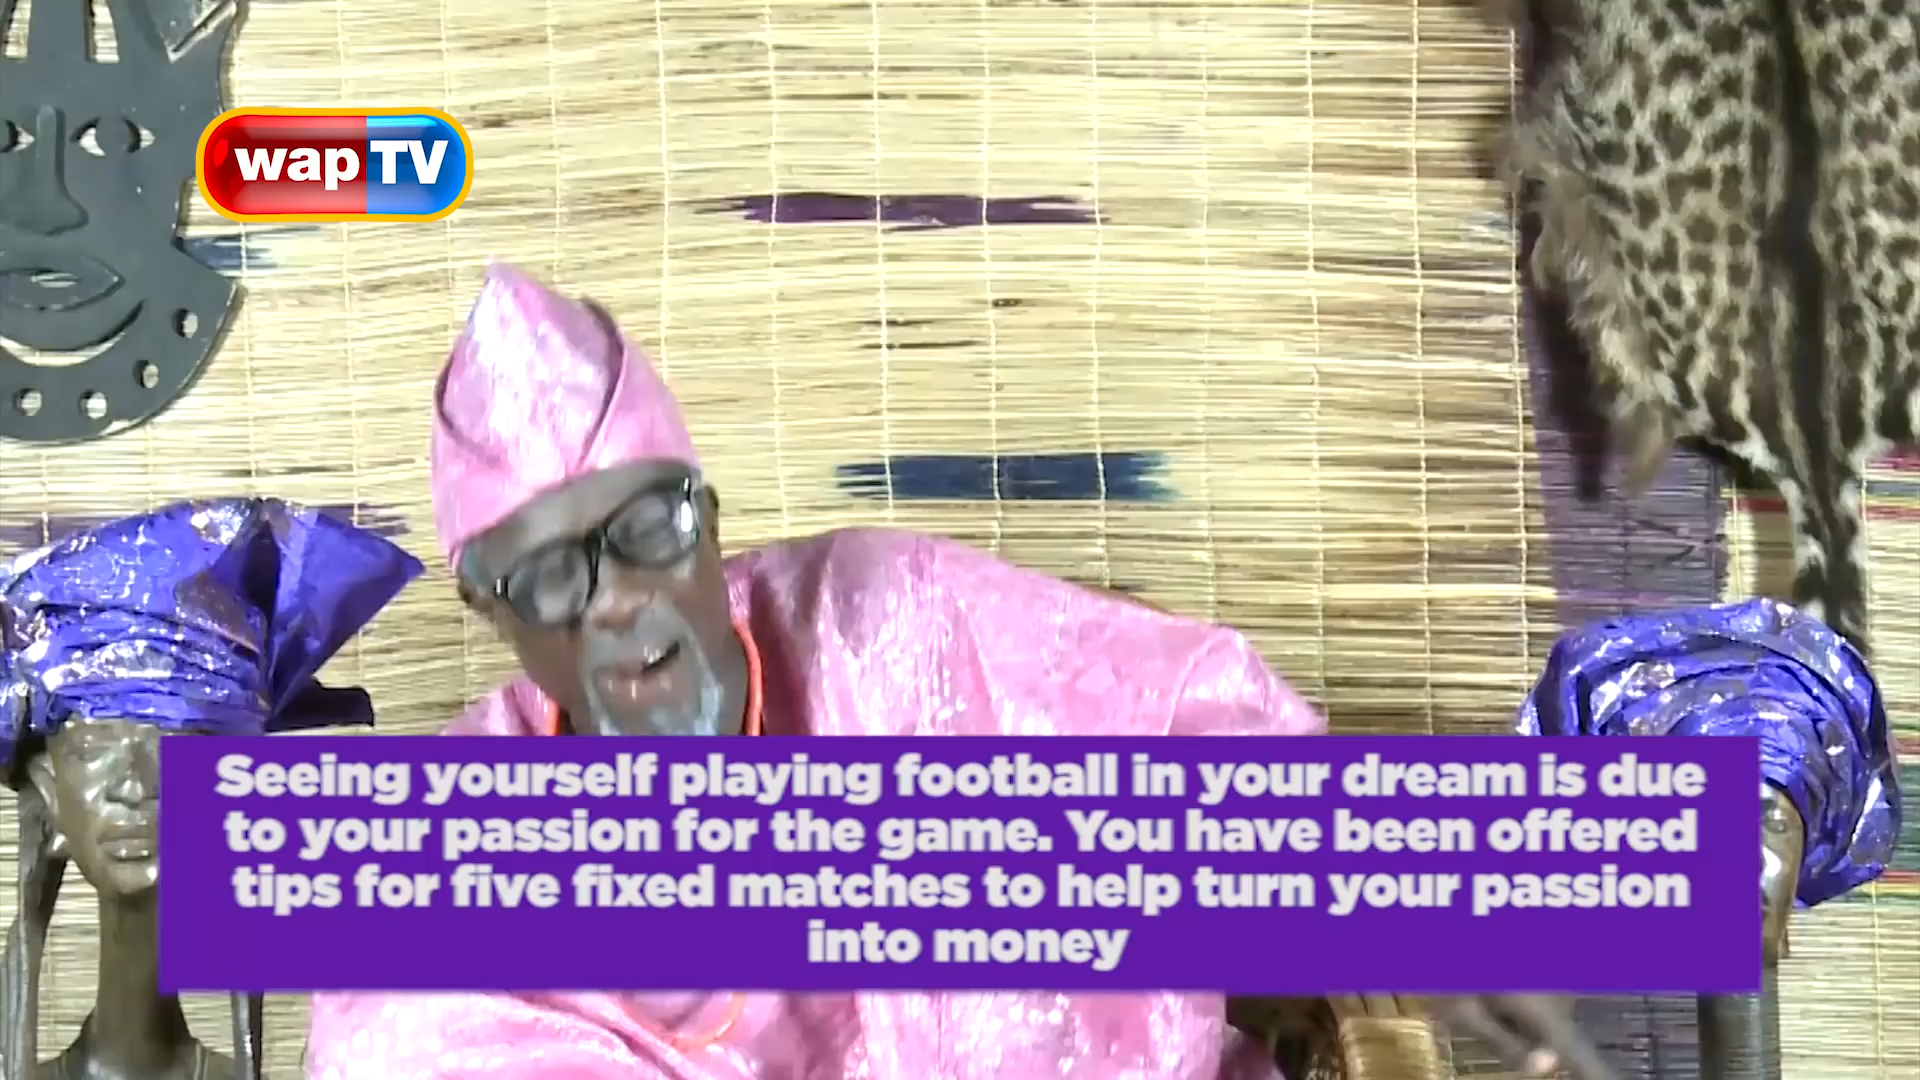 wap TV
Seeing yourself playing football in your dream is due
to your passion for the game. You have been offered
tips for five fixed matches to help turn your passion
into money